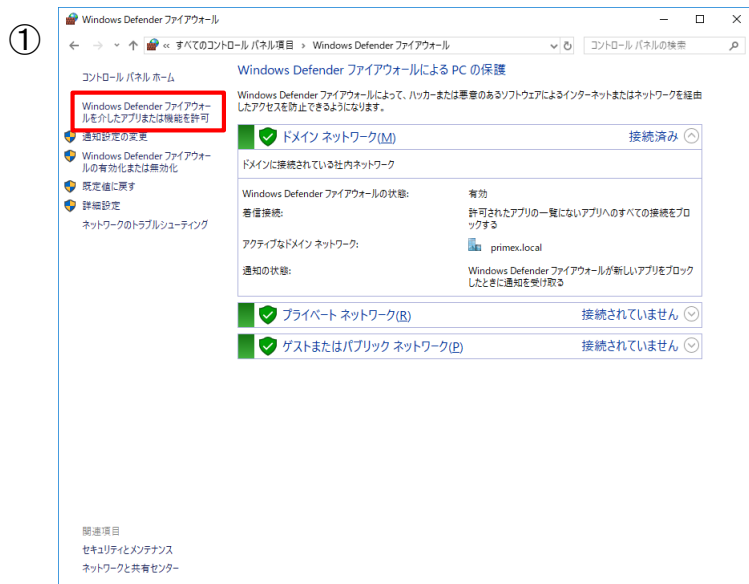 ①
Windows Defender ファイアウォール
« すべてのコントロール パネル項目 › Windows Defender ファイアウォール
コントロール パネルの検索
コントロール パネル ホーム
Windows Defender ファイアウォー
ルを介したアプリまたは機能を許可
通知設定の変更
Windows Defender ファイアウォー
ルの有効化または無効化
既定値に戻す
詳細設定
ネットワークのトラブルシューティング
Windows Defender ファイアウォールによる PC の保護
Windows Defender ファイアウォールによって、ハッカーまたは悪意のあるソフトウェアによるインターネットまたはネットワークを経由
したアクセスを防止できるようになります。
ドメイン ネットワーク(M) 接続済み
ドメインに接続されている社内ネットワーク
Windows Defender ファイアウォールの状態: 有効
着信接続: 許可されたアプリの一覧にないアプリへのすべての接続をブロ
ックする
アクティブなドメイン ネットワーク: primex.local
通知の状態: Windows Defender ファイアウォールが新しいアプリをブロック
したときに通知を受け取る
プライベート ネットワーク(R) 接続されていません
ゲストまたはパブリック ネットワーク(P) 接続されていません
関連項目
セキュリティとメンテナンス
ネットワークと共有センター